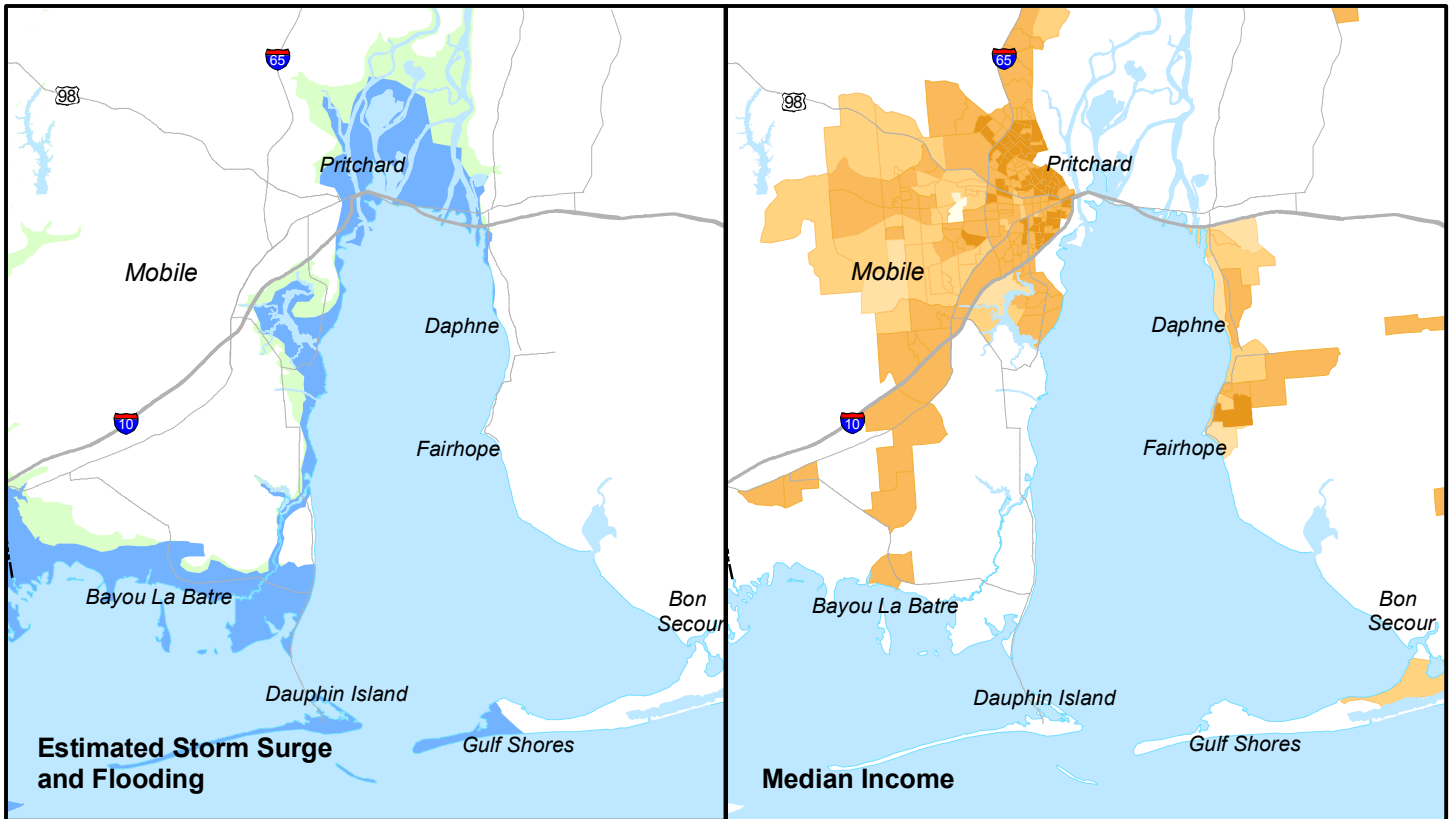 65
98
Pritchard
Mobile
Daphne
10
Fairhope
Bayou La Batre
Bon
Secour
Dauphin Island
Gulf Shores
Estimated Storm Surge
and Flooding
65
98
Pritchard
Mobile
Daphne
10
Fairhope
Bayou La Batre
Bon
Secour
Dauphin Island
Gulf Shores
Median Income